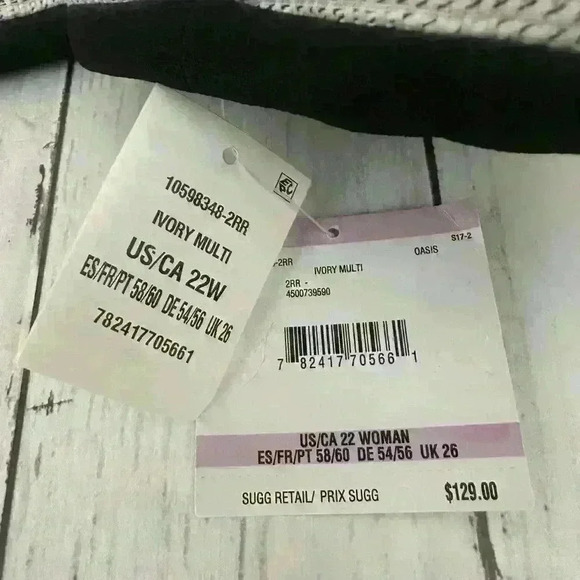 10598348-2RR
IVORY MULTI
US/CA 22W
ES/FR/PT 58/60 DE 54/56 UK 26
782417705661
S17-2
-2RR IVORY MULTI OASIS
2RR -
4500739590
7 82417 70566 1
US/CA 22 WOMAN
ES/FR/PT 58/60 DE 54/56 UK 26
SUGG RETAIL/ PRIX SUGG $129.00